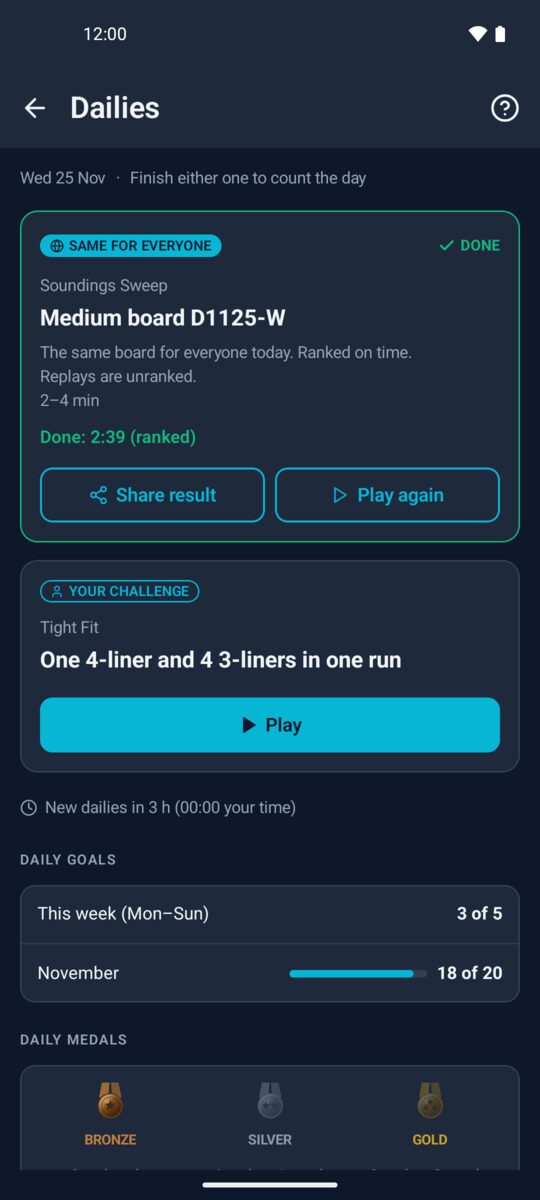 12:00
Dailies
Wed 25 Nov · Finish either one to count the day
SAME FOR EVERYONE
DONE
Soundings Sweep
Medium board D1125-W
The same board for everyone today. Ranked on time.
Replays are unranked.
2–4 min
Done: 2:39 (ranked)
Share result
Play again
YOUR CHALLENGE
Tight Fit
One 4-liner and 4 3-liners in one run
Play
New dailies in 3 h (00:00 your time)
DAILY GOALS
This week (Mon–Sun)
3 of 5
November
18 of 20
DAILY MEDALS
BRONZE
SILVER
GOLD